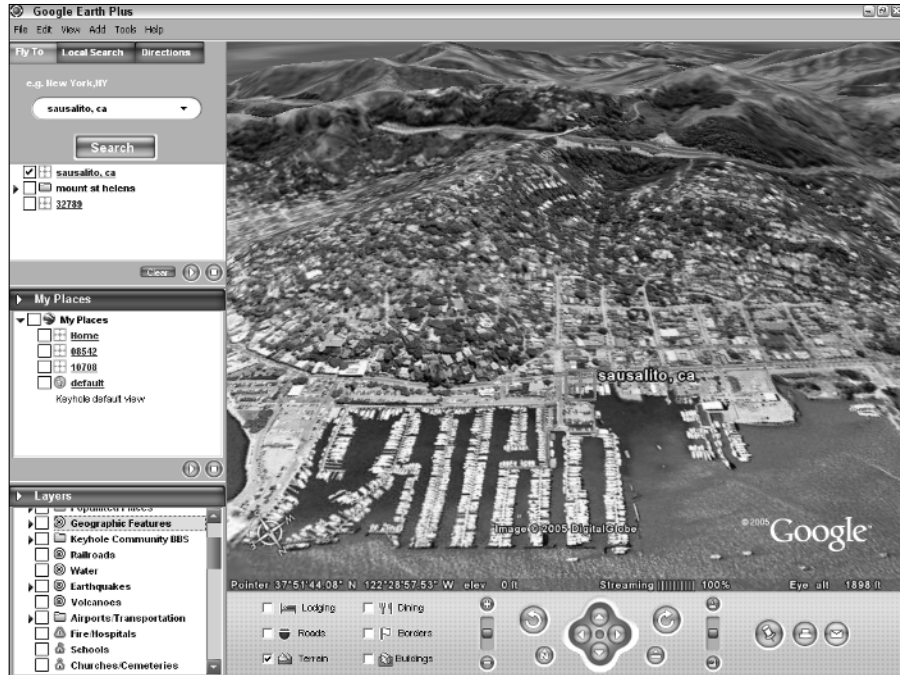 Google Earth Plus
File Edit View Add Tools Help
Fly To Local Search Directions
e.g. New York,NY
sausalito, ca
Search
sausalito, ca
mount st helens
32789
Clear
My Places
My Places
Home
08542
10708
default
Keyhole default view
Layers
Populated Places
Geographic Features
Keyhole Community BBS
Railroads
Water
Earthquakes
Volcanoes
Airports/Transportation
Fire/Hospitals
Schools
Churches/Cemeteries
sausalito, ca
Image © 2005 DigitalGlobe
© 2005 Google™
Pointer 37°51'44.08" N 122°28'57.53" W elev 0 ft Streaming |||||||||| 100% Eye alt 1898 ft
Lodging Dining
Roads Borders
Terrain Buildings
N